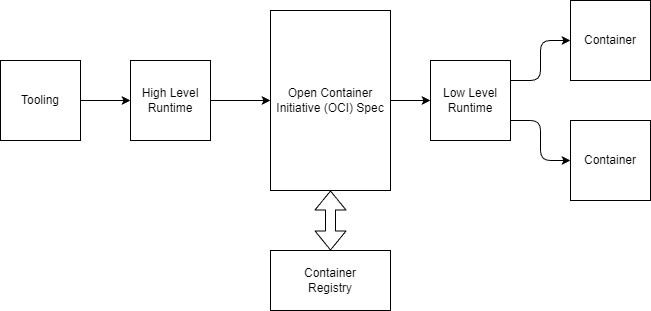 Tooling
High Level
Runtime
Open Container
Initiative (OCI) Spec
Low Level
Runtime
Container
Container
Container
Registry